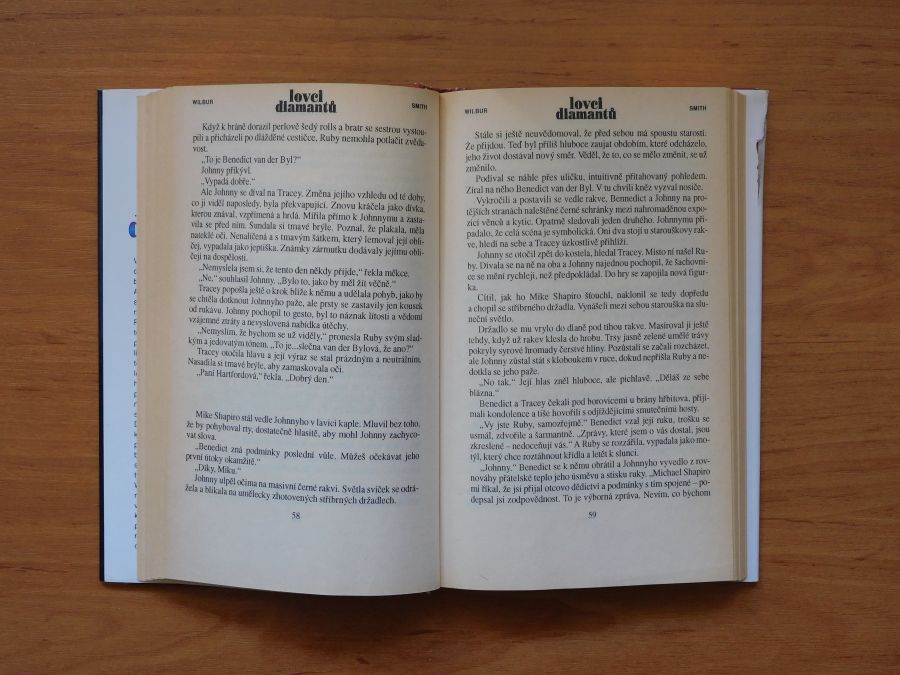 WILBUR
lovci
diamantů
SMITH
Když k bráně dorazil perlově šedý rolls a bratr se sestrou vystou-
pili a přicházeli po dlážděné cestičce, Ruby nemohla potlačit zvědu-
vost.
„To je Benedict van der Byl?“
Johnny přikývl.
„Vypadá dobře.“
Ale Johnny se díval na Tracey. Změna jejího vzhledu od té doby,
co ji viděl naposledy, byla překvapující. Znovu kráčela jako dívka,
kterou znával, vzpřímená a hrdá. Mířila přímo k Johnnymu a zasta-
vila se před ním. Sundala si tmavé brýle. Poznal, že plakala, měla
nateklé oči. Nenalíčená a s tmavým šátkem, který lemoval její obli-
čej, vypadala jako jeptiška. Známky zármutku dodávaly jejímu obli-
čeji na dospělosti.
„Nemyslela jsem si, že tento den někdy přijde,“ řekla měkce.
„Ne,“ souhlasil Johnny. „Bylo to, jako by měl žít věčně.“
Tracey popošla ještě o krok blíže k němu a udělala pohyb, jako by
se chtěla dotknout Johnnyho paže, ale prsty se zastavily jen kousek
od rukávu. Johnny pochopil to gesto, byl to náznak lítosti a vědomí
vzájemné ztráty a nevyslovená nabídka útěchy.
„Nemyslím, že bychom se už viděly,“ pronesla Ruby svým slad-
kým a jedovatým tónem. „To je...slečna van der Bylová, že ano?“
Tracey otočila hlavu a její výraz se stal prázdným a neutrálním.
Nasadila si tmavé brýle, aby zamaskovala oči.
„Paní Hartfordová,“ řekla. „Dobrý den.“
Mike Shapiro stál vedle Johnnyho v lavici kaple. Mluvil bez toho,
že by pohyboval rty, dostatečně hlasitě, aby mohl Johnny zachyco-
vat slova.
„Benedict zná podmínky poslední vůle. Můžeš očekávat jeho
první útoky okamžitě.“
„Díky, Miku.“
Johnny ulpěl očima na masivní černé rakvi. Světla svíček se odrá-
žela a blikala na umělecky zhotovených stříbrných držadlech.
58
WILBUR
lovci
diamantů
SMITH
Stále si ještě neuvědomoval, že před sebou má spoustu starostí.
Že přijdou. Teď byl příliš hluboce zaujat obdobím, které odcházelo,
jeho život dostával nový směr. Věděl, že to, co se mělo změnit, se už
změnilo.
Podíval se náhle přes uličku, intuitivně přitahovaný pohledem.
Zíral na něho Benedict van der Byl. V tu chvíli kněz vyzval nosiče.
Vykročili a postavili se vedle rakve, Bennedict a Johnny na pro-
tějších stranách naleštěné černé schránky mezi nahromaděnou expo-
zicí věnců a kytic. Opatrně sledovali jeden druhého. Johnnymu při-
padalo, že celá scéna je symbolická. Oni dva stojí u starouškovy rak-
ve, hledí na sebe a Tracey úzkostlivě přihlíží.
Johnny se otočil zpět do kostela, hledal Tracey. Místo ní našel Ru-
by. Dívala se na ně na oba a Johnny najednou pochopil, že šachovni-
ce se mění rychleji, než předpokládal. Do hry se zapojila nová figur-
ka.
Cítil, jak ho Mike Shapiro šťouchl, naklonil se tedy dopředu
a chopil se stříbrného držadla. Vynášeli mezi sebou starouška na slu-
neční světlo.
Držadlo se mu vrylo do dlaně pod tíhou rakve. Masíroval ji ještě
tehdy, když už rakev klesla do hrobu. Trsy jasně zelené umělé trávy
pokryly syrové hromady čerstvé hlíny. Pozůstalí se začali rozcházet,
ale Johnny zůstal stát s kloboukem v ruce, dokud nepřišla Ruby a ne-
dotkla se jeho paže.
„No tak.“ Její hlas zněl hluboce, ale pichlavě. „Děláš ze sebe
blázna.“
Benedict a Tracey čekali pod borovicemi u brány hřbitova, přijí-
mali kondolence a tiše hovořili s odjíždějícími smutečními hosty.
„Vy jste Ruby, samozřejmě.“ Benedict vzal její ruku, trošku se
usmál, zdvořile a šarmantně. „Zprávy, které jsem o vás dostal, jsou
zkreslené – nedoceňují vás.“ A Ruby se rozzářila, vypadala jako mo-
týl, který chce roztáhnout křídla a letět k slunci.
„Johnny.“ Benedict se k němu obrátil a Johnnyho vyvedlo z rov-
nováhy přátelské teplo jeho úsměvu a stisku ruky. „Michael Shapiro
mi říkal, že jsi přijal otcovo dědictví a podmínky s tím spojené – po-
depsal jsi zodpovědnost. To je výborná zpráva. Nevím, co bychom
59